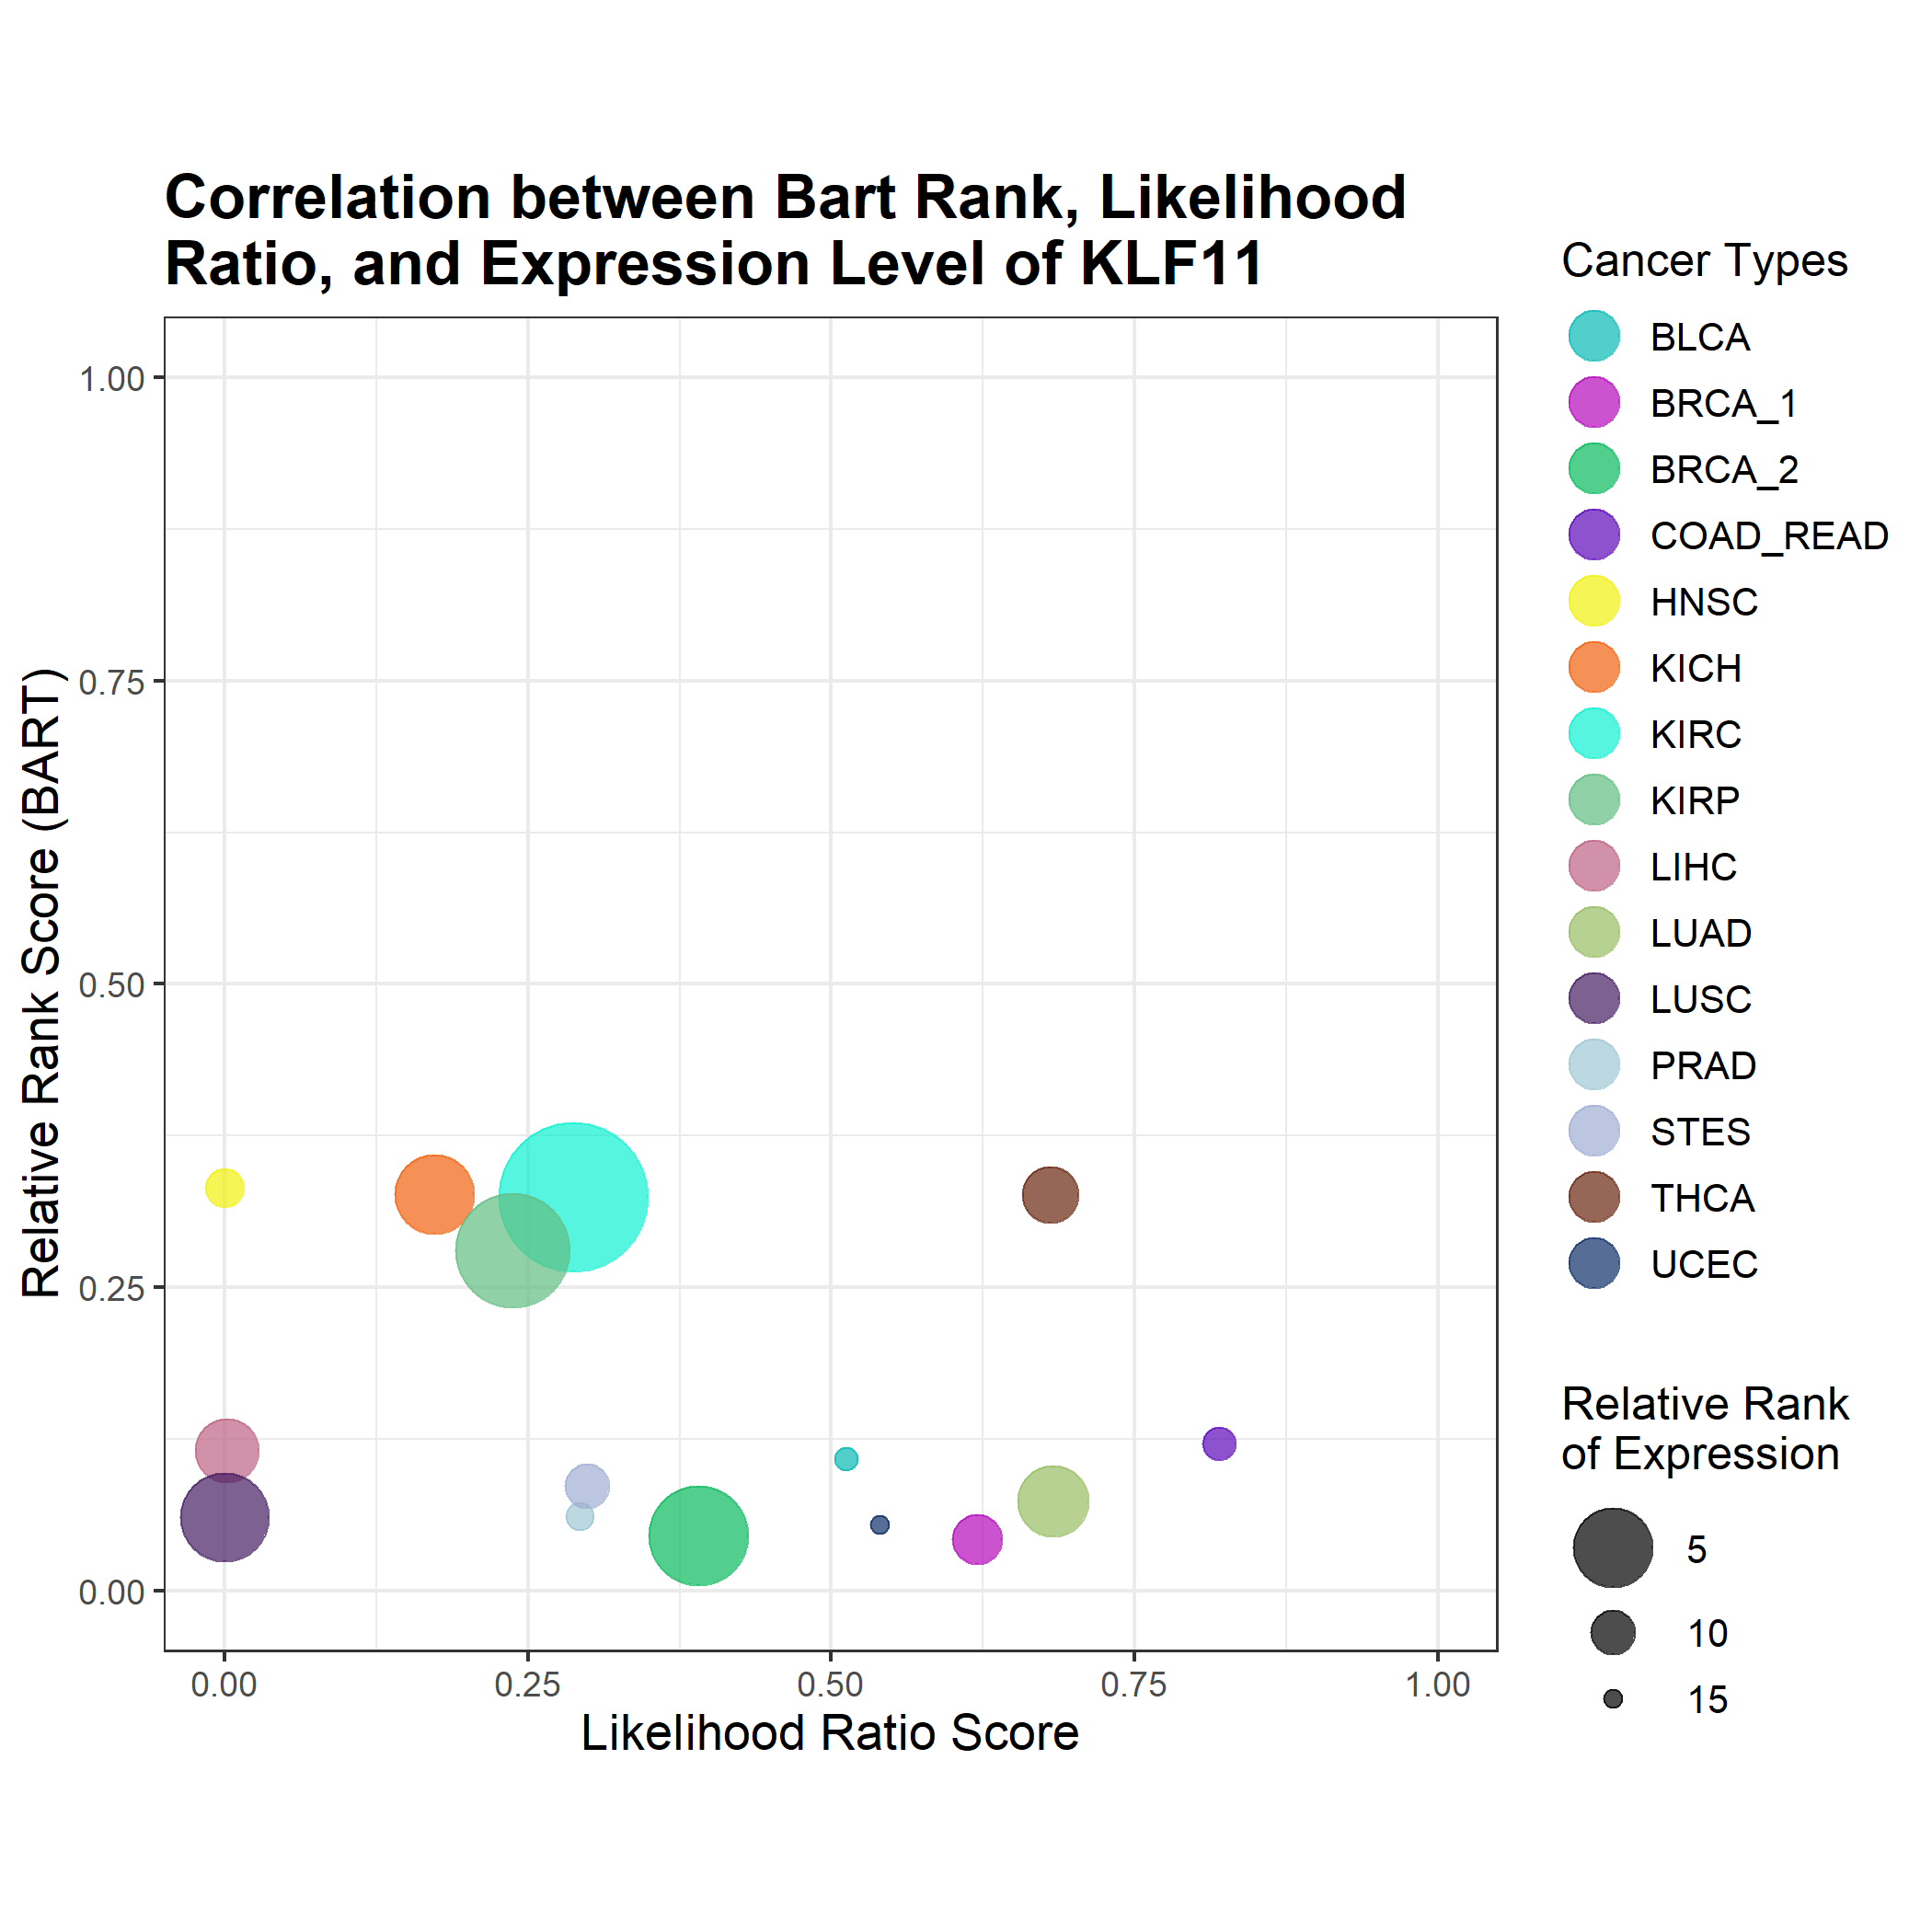 Correlation between Bart Rank, Likelihood
Ratio, and Expression Level of KLF11
Relative Rank Score (BART)
1.00
0.75
0.50
0.25
0.00
0.00 0.25 0.50 0.75 1.00
Likelihood Ratio Score
Cancer Types
BLCA
BRCA_1
BRCA_2
COAD_READ
HNSC
KICH
KIRC
KIRP
LIHC
LUAD
LUSC
PRAD
STES
THCA
UCEC
Relative Rank
of Expression
5
10
15